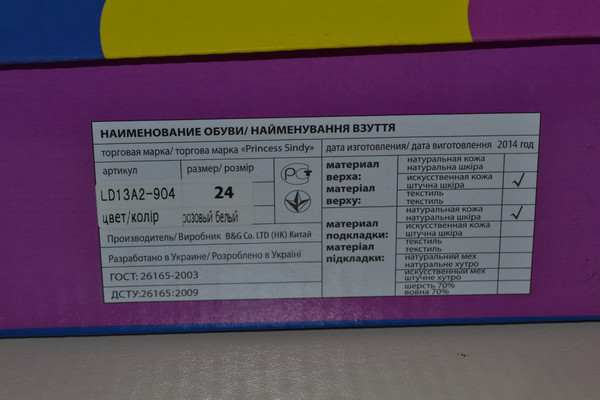 НАИМЕНОВАНИЕ ОБУВИ/ НАЙМЕНУВАННЯ ВЗУТТЯ
торговая марка/ торгова марка «Princess Sindy»
дата изготовления/ дата виготовлення 2014 год
артикул
размер/ розмір
LD13A2-904
24
цвет/колір
розовый белый
Производитель/ Виробник B&G Co. LTD (HK) Китай
Разработано в Украине/ Розроблено в Україні
ГОСТ: 26165-2003
ДСТУ:26165:2009
РСТ
материал верха:
матеріал верху:
натуральная кожа
натуральна шкіра
искусственная кожа
штучна шкіра
текстиль
текстиль
материал подкладки:
матеріал підкладки:
натуральная кожа
натуральна шкіра
искусственная кожа
штучна шкіра
текстиль
текстиль
натуральный мех
натуральне хутро
искусственный мех
штучне хутро
шерсть 70%
вовна 70%